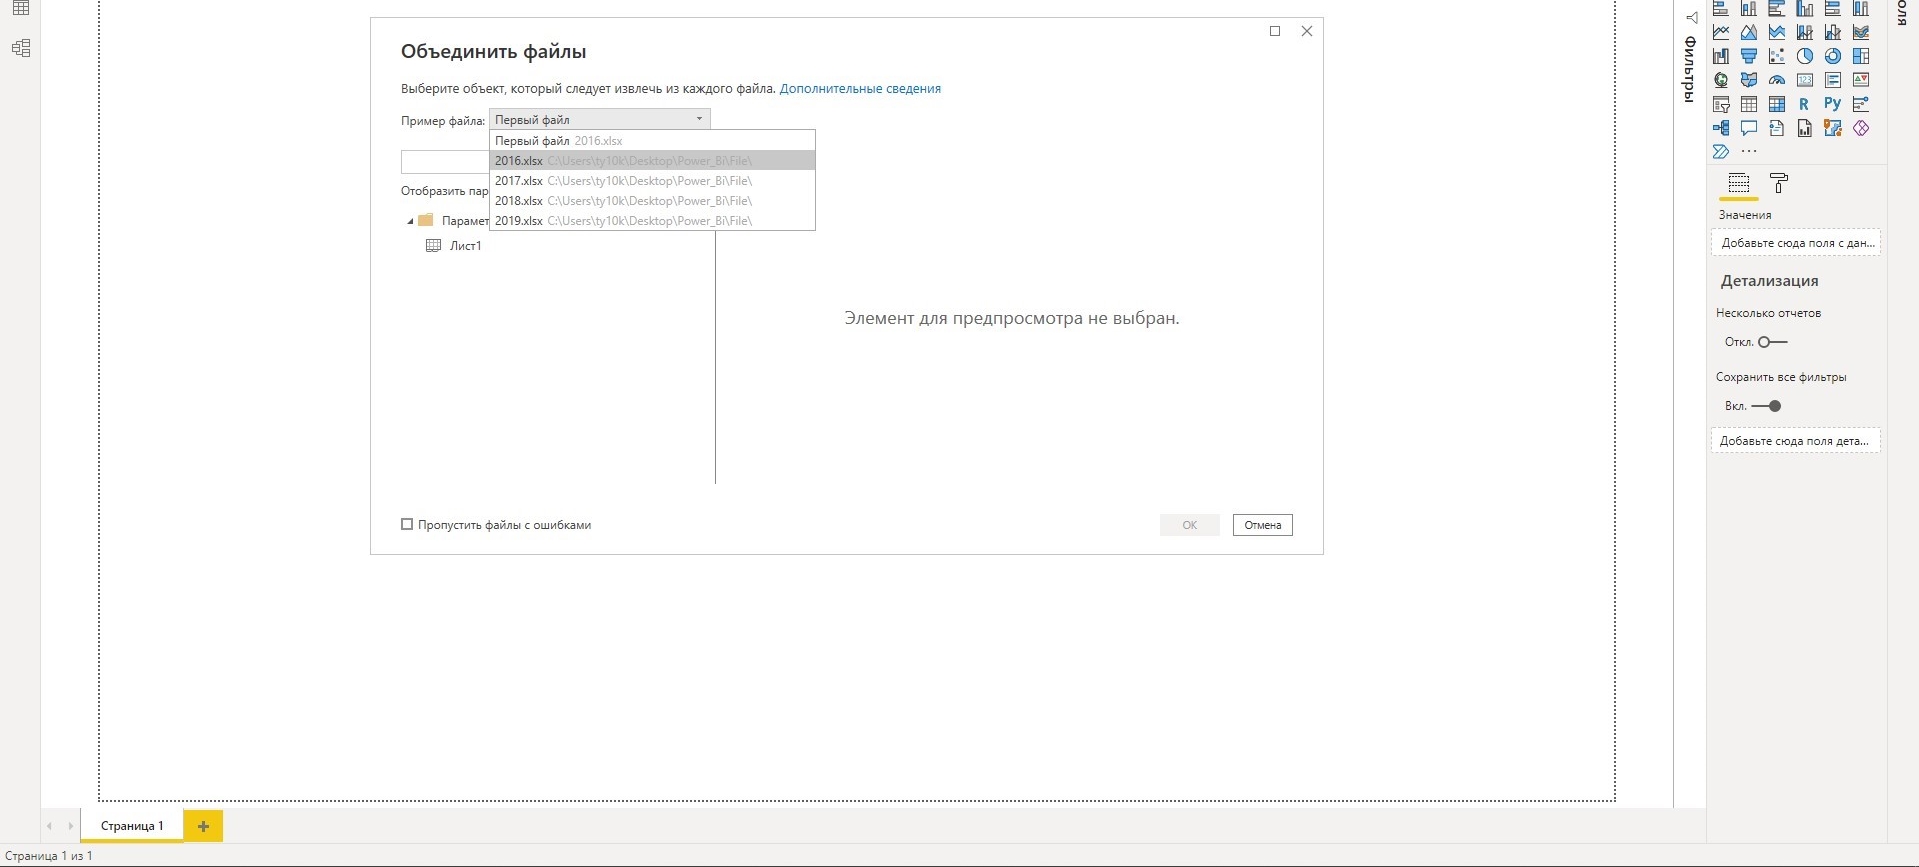 Объединить файлы
Выберите объект, который следует извлечь из каждого файла. Дополнительные сведения
Пример файла: Первый файл
Первый файл 2016.xlsx
2016.xlsx C:\Users\ty10k\Desktop\Power_Bi\File\
2017.xlsx C:\Users\ty10k\Desktop\Power_Bi\File\
Отобразить пар
2018.xlsx C:\Users\ty10k\Desktop\Power_Bi\File\
Парамет
2019.xlsx C:\Users\ty10k\Desktop\Power_Bi\File\
Лист1
Элемент для предпросмотра не выбран.
Пропустить файлы с ошибками
ОК
Отмена
Фильтры
оля
123
R
Py
...
Значения
Добавьте сюда поля с дан...
Детализация
Несколько отчетов
Откл.
Сохранить все фильтры
Вкл.
Добавьте сюда поля дета...
Страница 1
Страница 1 из 1